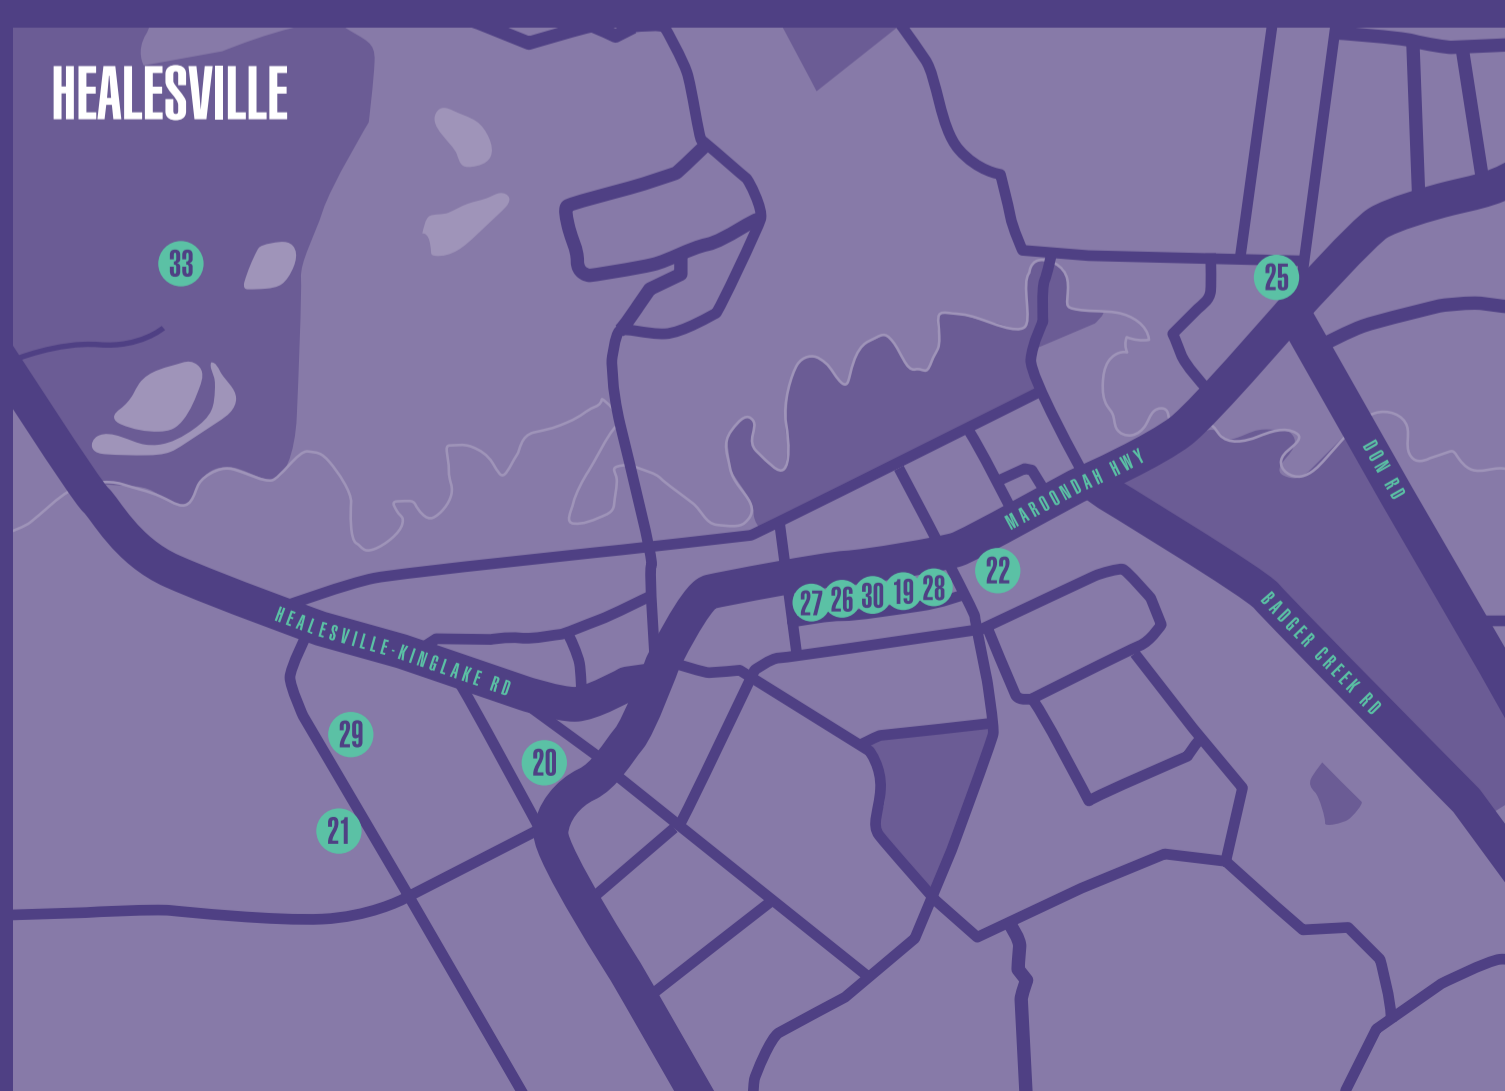 HEALESVILLE
33
25
DON RD
MAROONDAH HWY
22
27 26 30 19 28
BADGER CREEK RD
HEALESVILLE-KINGLAKE RD
29
20
21